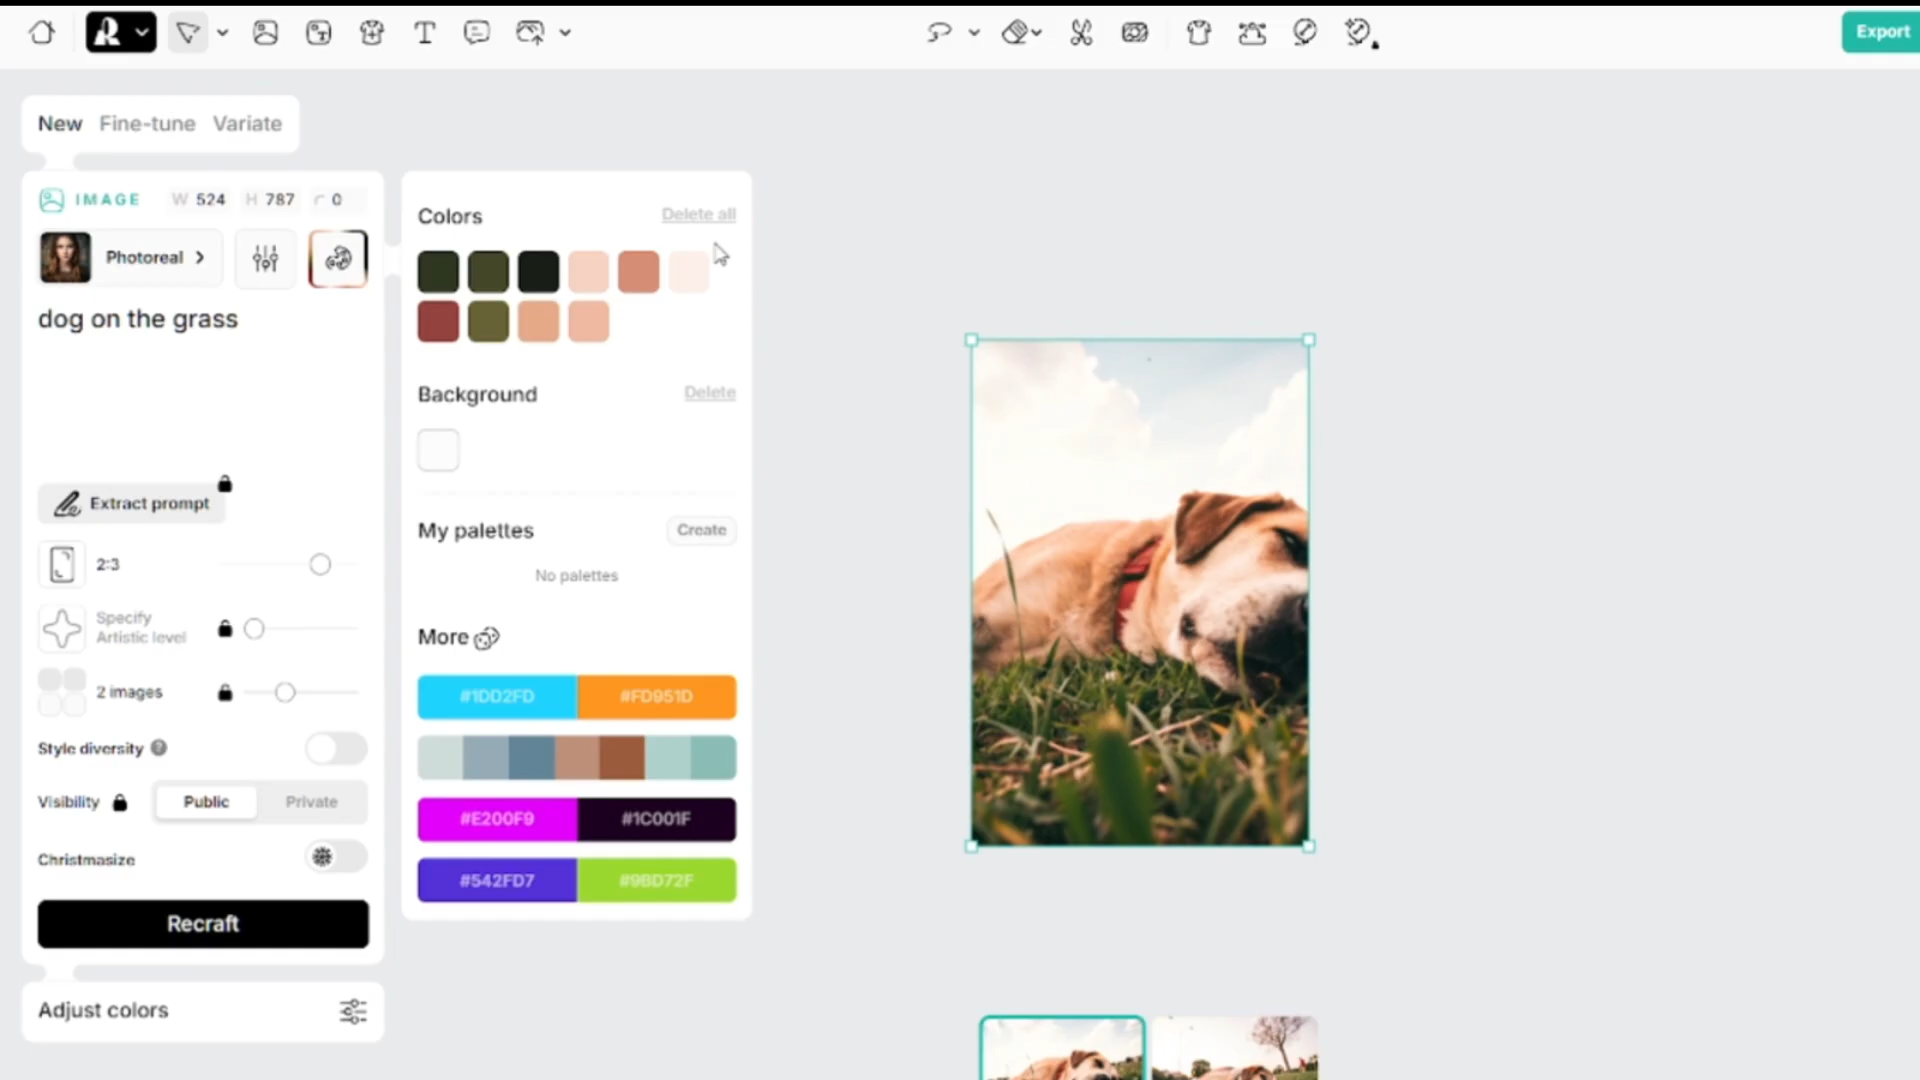 Export
New Fine-tune Variate
IMAGE W 524 H 787 r 0
Photoreal
dog on the grass
Extract prompt
2:3
Specify
Artistic level
2 images
Style diversity ?
Visibility Public Private
Christmasize
Recraft
Adjust colors
Colors Delete all
Background Delete
My palettes Create
No palettes
More
#1DD2FD #FD951D
#E200F9 #1C001F
#542FD7 #9BD72F